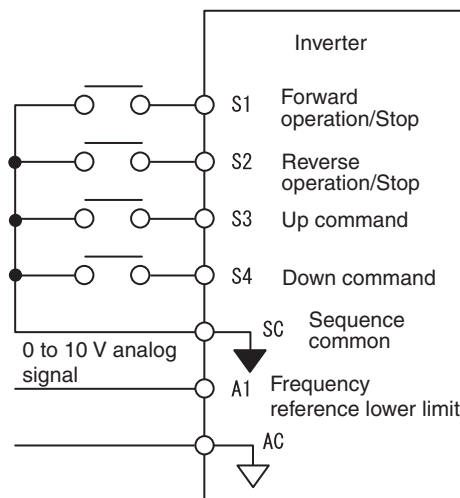 Inverter
S1 Forward
operation/Stop
S2 Reverse
operation/Stop
S3 Up command
S4 Down command
SC Sequence
common
0 to 10 V analog
signal
A1 Frequency
reference lower limit
AC